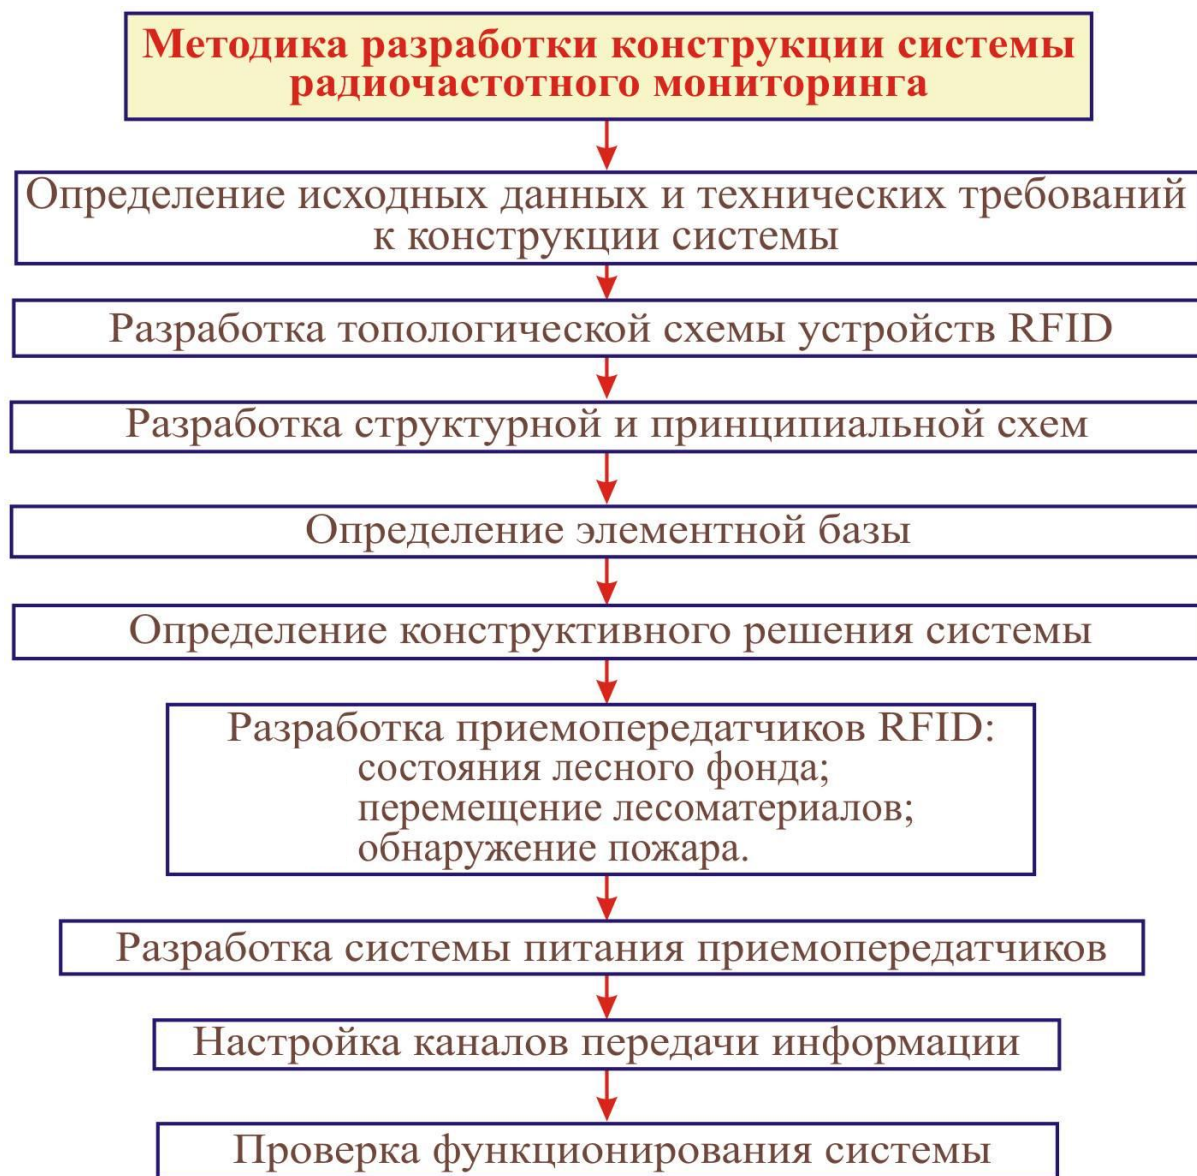 Методика разработки конструкции системы
радиочастотного мониторинга
Определение исходных данных и технических требований
к конструкции системы
Разработка топологической схемы устройств RFID
Разработка структурной и принципиальной схем
Определение элементной базы
Определение конструктивного решения системы
Разработка приемопередатчиков RFID:
состояния лесного фонда;
перемещение лесоматериалов;
обнаружение пожара.
Разработка системы питания приемопередатчиков
Настройка каналов передачи информации
Проверка функционирования системы